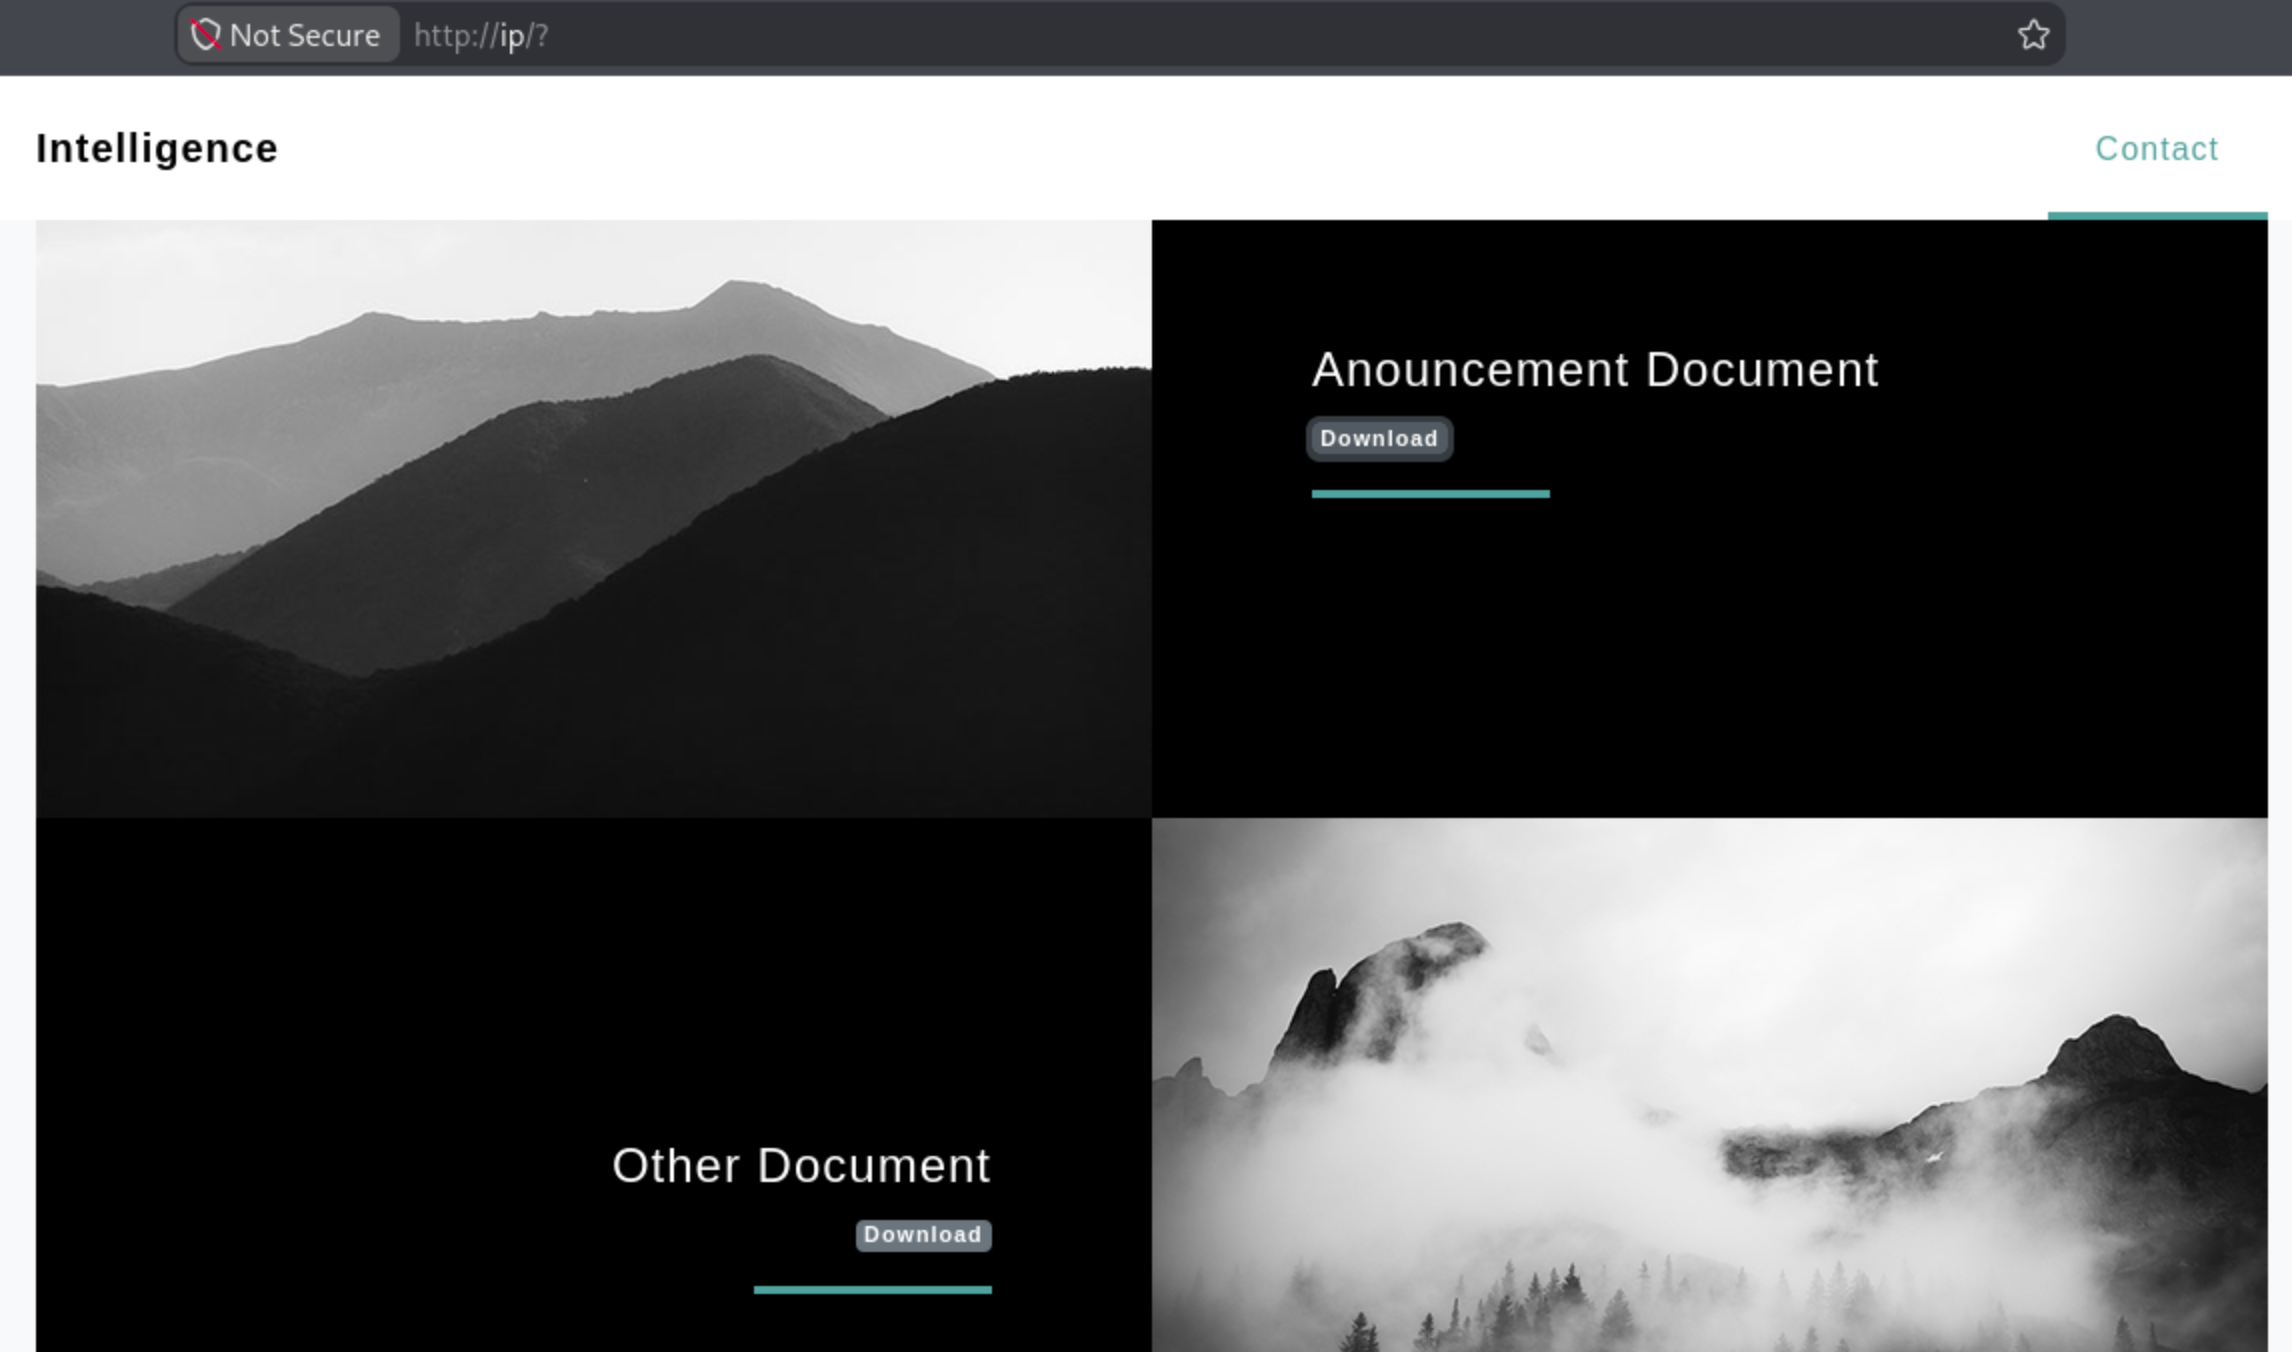 Not Secure http://ip/?
Intelligence
Contact
Anouncement Document
Download
Other Document
Download